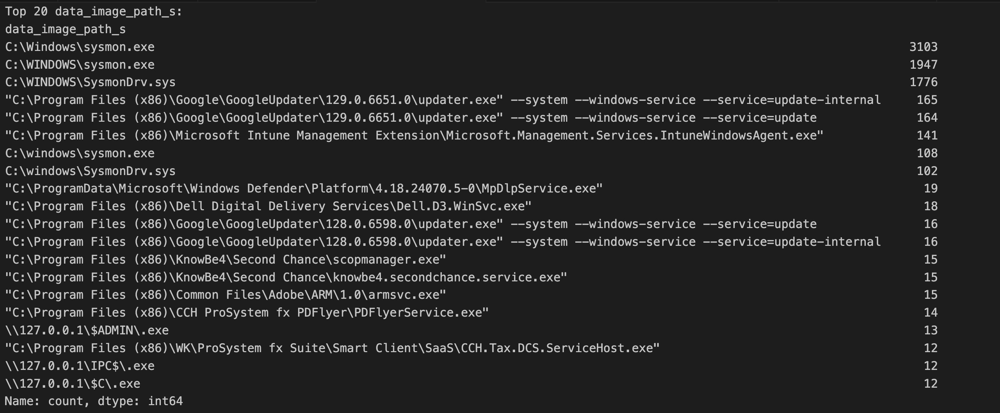 Top 20 data_image_path_s:
data_image_path_s
C:\Windows\sysmon.exe 3103
C:\WINDOWS\sysmon.exe 1947
C:\WINDOWS\SysmonDrv.sys 1776
"C:\Program Files (x86)\Google\GoogleUpdater\129.0.6651.0\updater.exe" --system --windows-service --service=update-internal 165
"C:\Program Files (x86)\Google\GoogleUpdater\129.0.6651.0\updater.exe" --system --windows-service --service=update 164
"C:\Program Files (x86)\Microsoft Intune Management Extension\Microsoft.Management.Services.IntuneWindowsAgent.exe" 141
C:\windows\sysmon.exe 108
C:\windows\SysmonDrv.sys 102
"C:\ProgramData\Microsoft\Windows Defender\Platform\4.18.24070.5-0\MpDlpService.exe" 19
"C:\Program Files (x86)\Dell Digital Delivery Services\Dell.D3.WinSvc.exe" 18
"C:\Program Files (x86)\Google\GoogleUpdater\128.0.6598.0\updater.exe" --system --windows-service --service=update 16
"C:\Program Files (x86)\Google\GoogleUpdater\128.0.6598.0\updater.exe" --system --windows-service --service=update-internal 16
"C:\Program Files (x86)\KnowBe4\Second Chance\scopmanager.exe" 15
"C:\Program Files (x86)\KnowBe4\Second Chance\knowbe4.secondchance.service.exe" 15
"C:\Program Files (x86)\Common Files\Adobe\ARM\1.0\armsvc.exe" 15
"C:\Program Files (x86)\CCH ProSystem fx PDFlyer\PDFlyerService.exe" 14
\\127.0.0.1\$ADMIN\.exe 13
"C:\Program Files (x86)\WK\ProSystem fx Suite\Smart Client\SaaS\CCH.Tax.DCS.ServiceHost.exe" 12
\\127.0.0.1\IPC$\.exe 12
\\127.0.0.1\$C\.exe 12
Name: count, dtype: int64